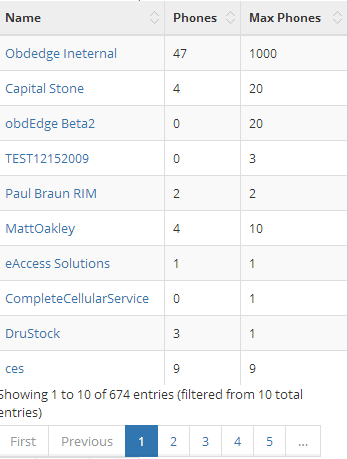 Name Phones Max Phones
Obdedge Ineternal 47 1000
Capital Stone 4 20
obdEdge Beta2 0 20
TEST12152009 0 3
Paul Braun RIM 2 2
MattOakley 4 10
eAccess Solutions 1 1
CompleteCellularService 0 1
DruStock 3 1
ces 9 9
Showing 1 to 10 of 674 entries (filtered from 10 total
entries)
First Previous 1 2 3 4 5 ...